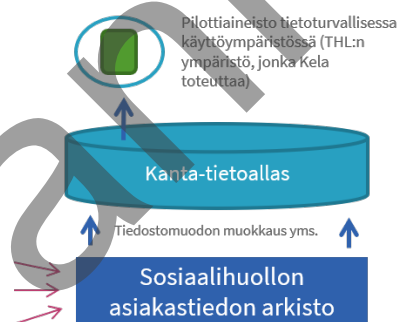 Pilottiaineisto tietoturvallisessa
käyttöympäristössä (THL:n
ympäristö, jonka Kela
toteuttaa)
Kanta-tietoallas
Tiedostomuodon muokkaus yms.
Sosiaalihuollon
asiakastiedon arkisto